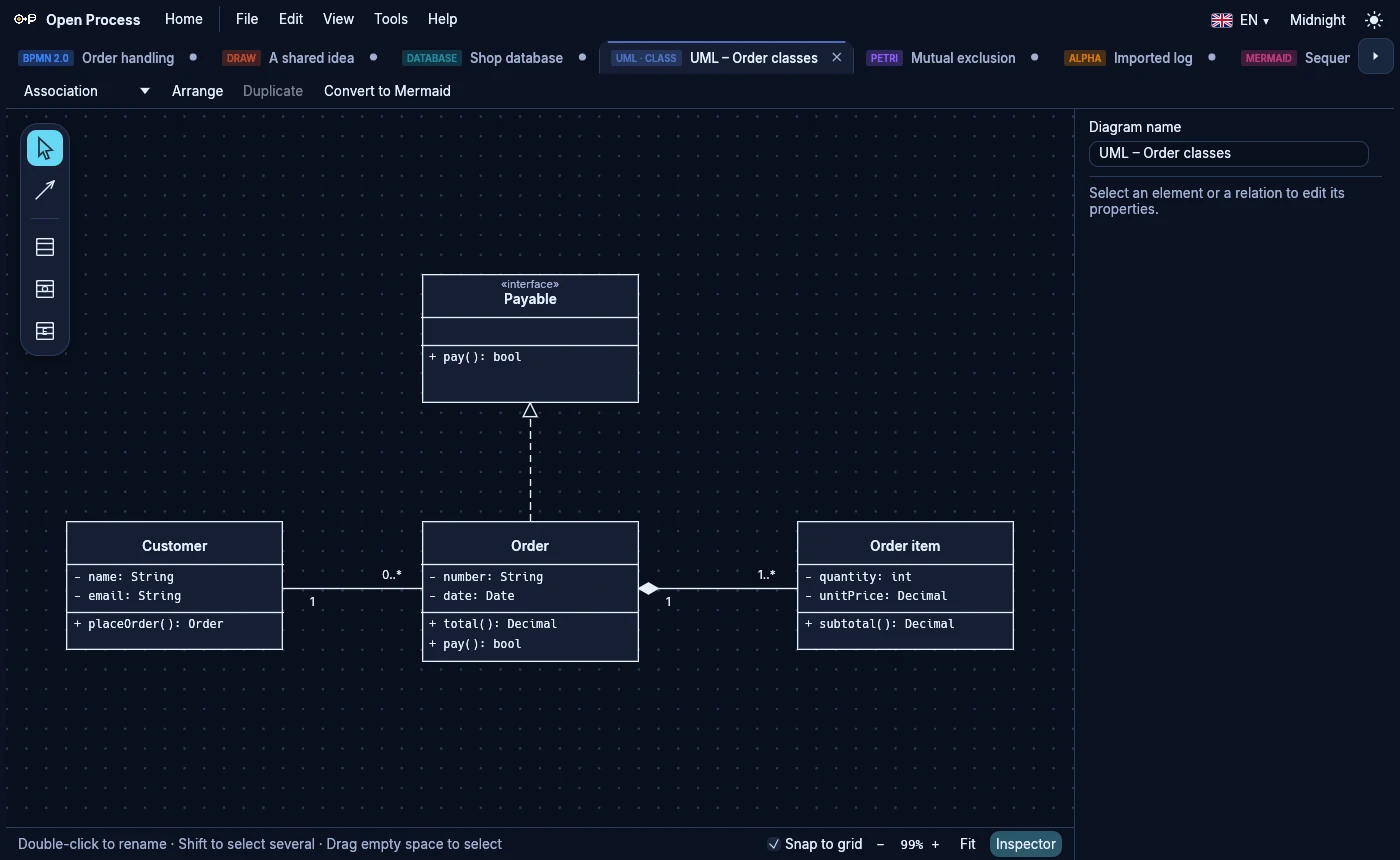 Open Process Home File Edit View Tools Help EN ▾ Midnight
BPMN 2.0 Order handling DRAW A shared idea DATABASE Shop database UML · CLASS UML – Order classes PETRI Mutual exclusion ALPHA Imported log MERMAID Sequer
Association Arrange Duplicate Convert to Mermaid
Diagram name
UML – Order classes
Select an element or a relation to edit its
properties.
E
«interface»
Payable
+ pay(): bool
Customer
- name: String
- email: String
+ placeOrder(): Order
0..*
1
Order
- number: String
- date: Date
+ total(): Decimal
+ pay(): bool
1..*
1
Order item
- quantity: int
- unitPrice: Decimal
+ subtotal(): Decimal
Double-click to rename · Shift to select several · Drag empty space to select Snap to grid − 99% + Fit Inspector